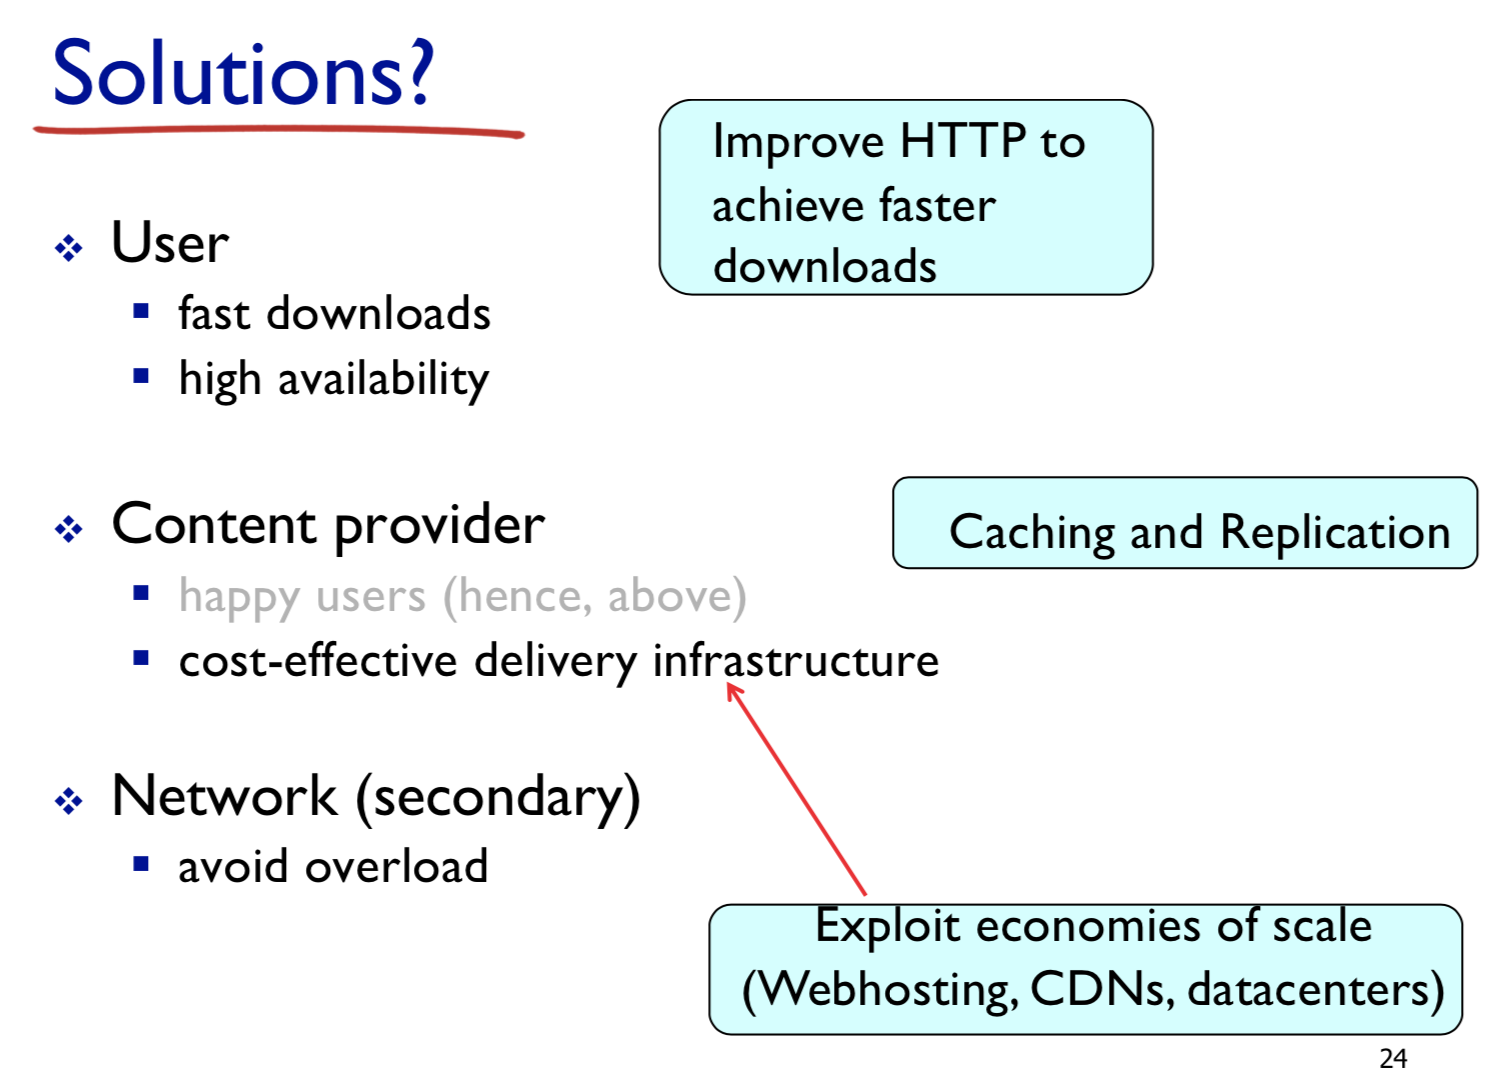 Solutions?
Improve HTTP to
achieve faster
downloads
User
fast downloads
high availability
Content provider
Caching and Replication
happy users (hence, above)
cost-effective delivery infrastructure
Network (secondary)
avoid overload
Exploit economies of scale
(Webhosting, CDNs, datacenters)
24